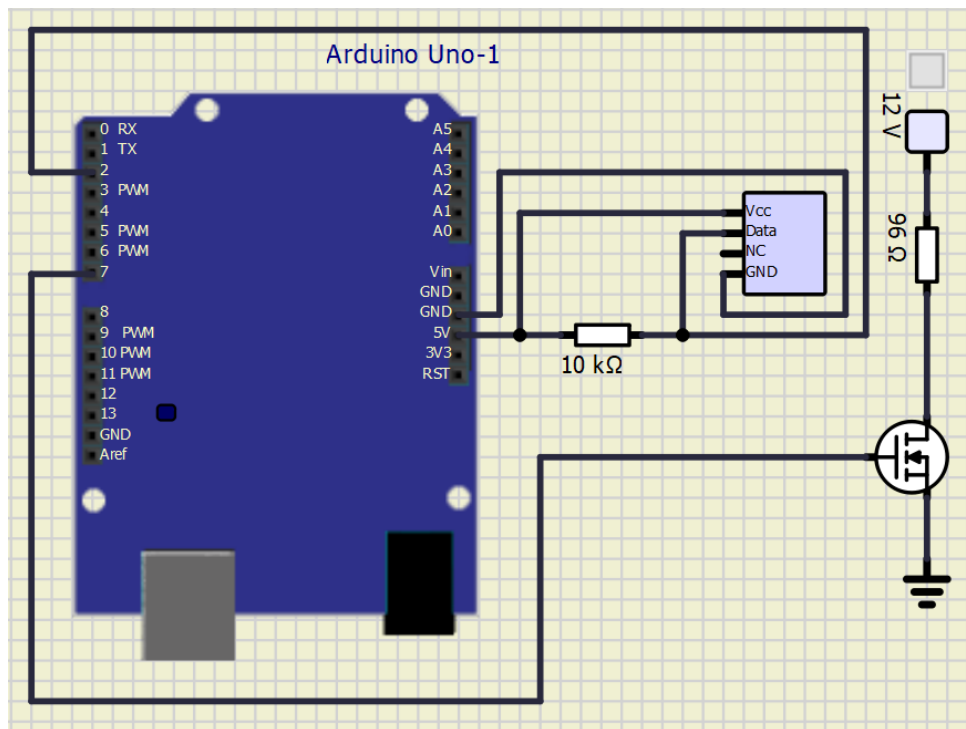 Arduino Uno-1
0 RX
1 TX
2
3 PWM
4
5 PWM
6 PWM
7
8
9 PWM
10 PWM
11 PWM
12
13
GND
Aref
A5
A4
A3
A2
A1
A0
Vin
GND
GND
5V
3V3
RST
10 kΩ
Vcc
Data
NC
GND
12 V
96 Ω